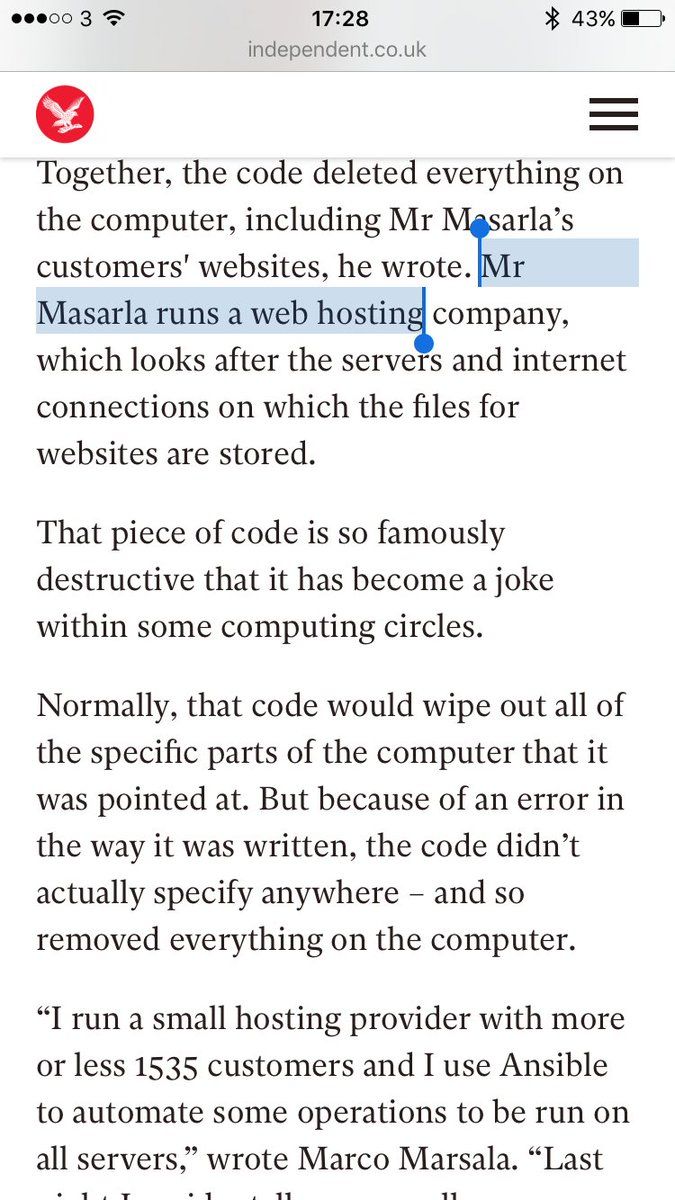 3 17:28 43%
independent.co.uk
Together, the code deleted everything on
the computer, including Mr Masarla’s
customers' websites, he wrote. Mr
Masarla runs a web hosting company,
which looks after the servers and internet
connections on which the files for
websites are stored.
That piece of code is so famously
destructive that it has become a joke
within some computing circles.
Normally, that code would wipe out all of
the specific parts of the computer that it
was pointed at. But because of an error in
the way it was written, the code didn’t
actually specify anywhere – and so
removed everything on the computer.
“I run a small hosting provider with more
or less 1535 customers and I use Ansible
to automate some operations to be run on
all servers,” wrote Marco Marsala. “Last